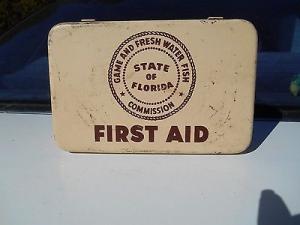 GAME AND FRESH WATER FISH
STATE
OF
FLORIDA
COMMISSION
FIRST AID